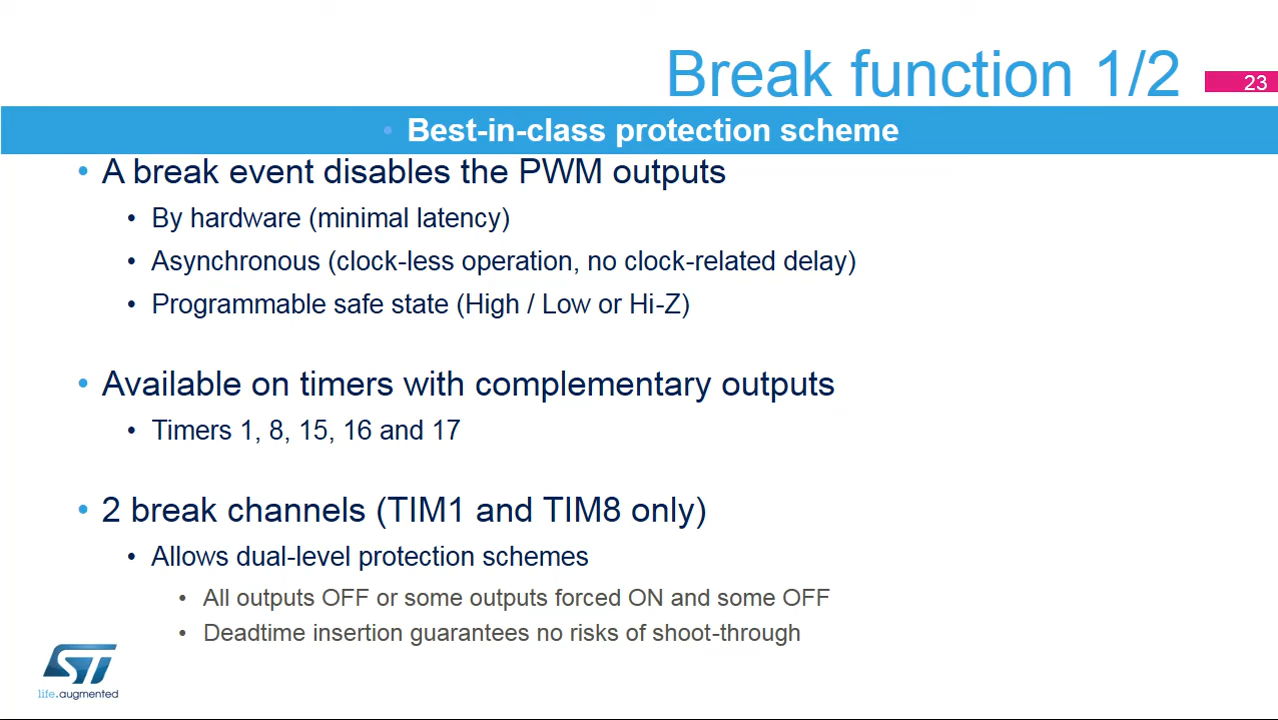 Break function 1/2
23
• Best-in-class protection scheme
• A break event disables the PWM outputs
• By hardware (minimal latency)
• Asynchronous (clock-less operation, no clock-related delay)
• Programmable safe state (High / Low or Hi-Z)
• Available on timers with complementary outputs
• Timers 1, 8, 15, 16 and 17
• 2 break channels (TIM1 and TIM8 only)
• Allows dual-level protection schemes
• All outputs OFF or some outputs forced ON and some OFF
• Deadtime insertion guarantees no risks of shoot-through
ST
life.augmented